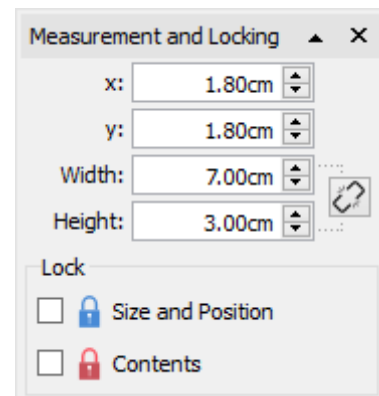 Measurement and Locking
x: 1.80cm
y: 1.80cm
Width: 7.00cm
Height: 3.00cm
Lock
Size and Position
Contents